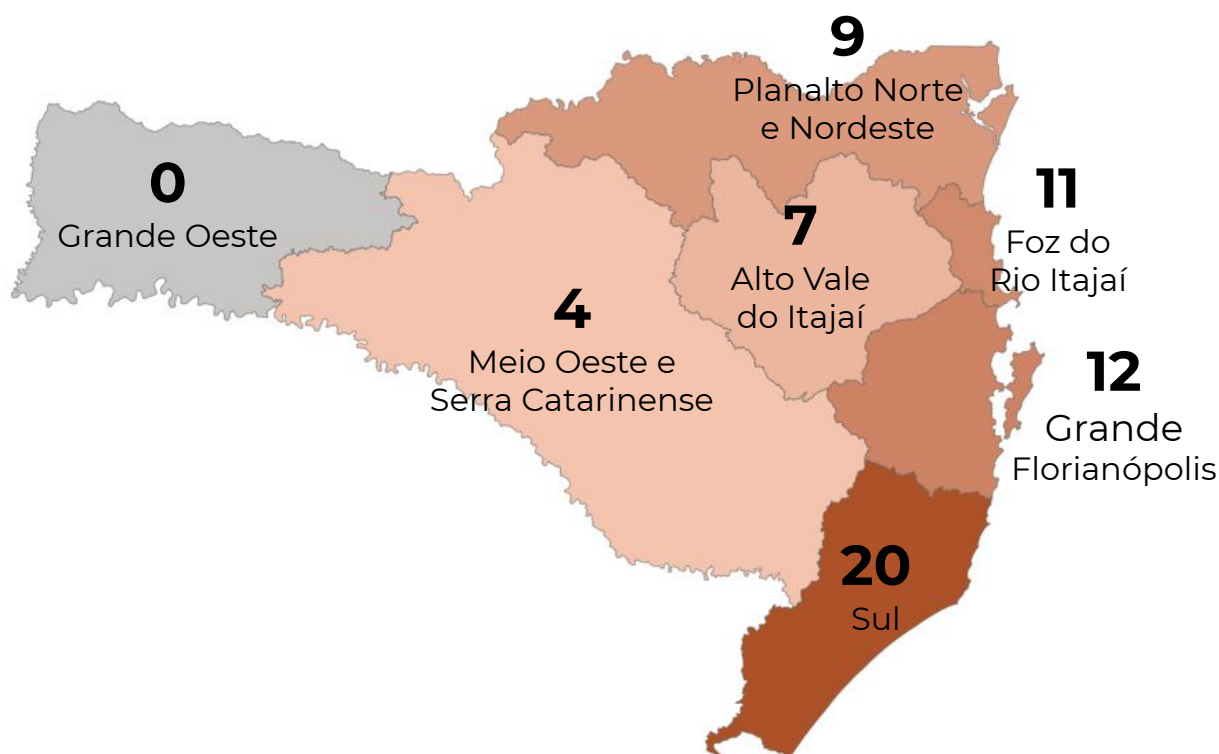 9
Planalto Norte
e Nordeste
0
Grande Oeste
11
Foz do
Rio Itajaí
7
Alto Vale
do Itajaí
4
Meio Oeste e
Serra Catarinense
12
Grande
Florianópolis
20
Sul